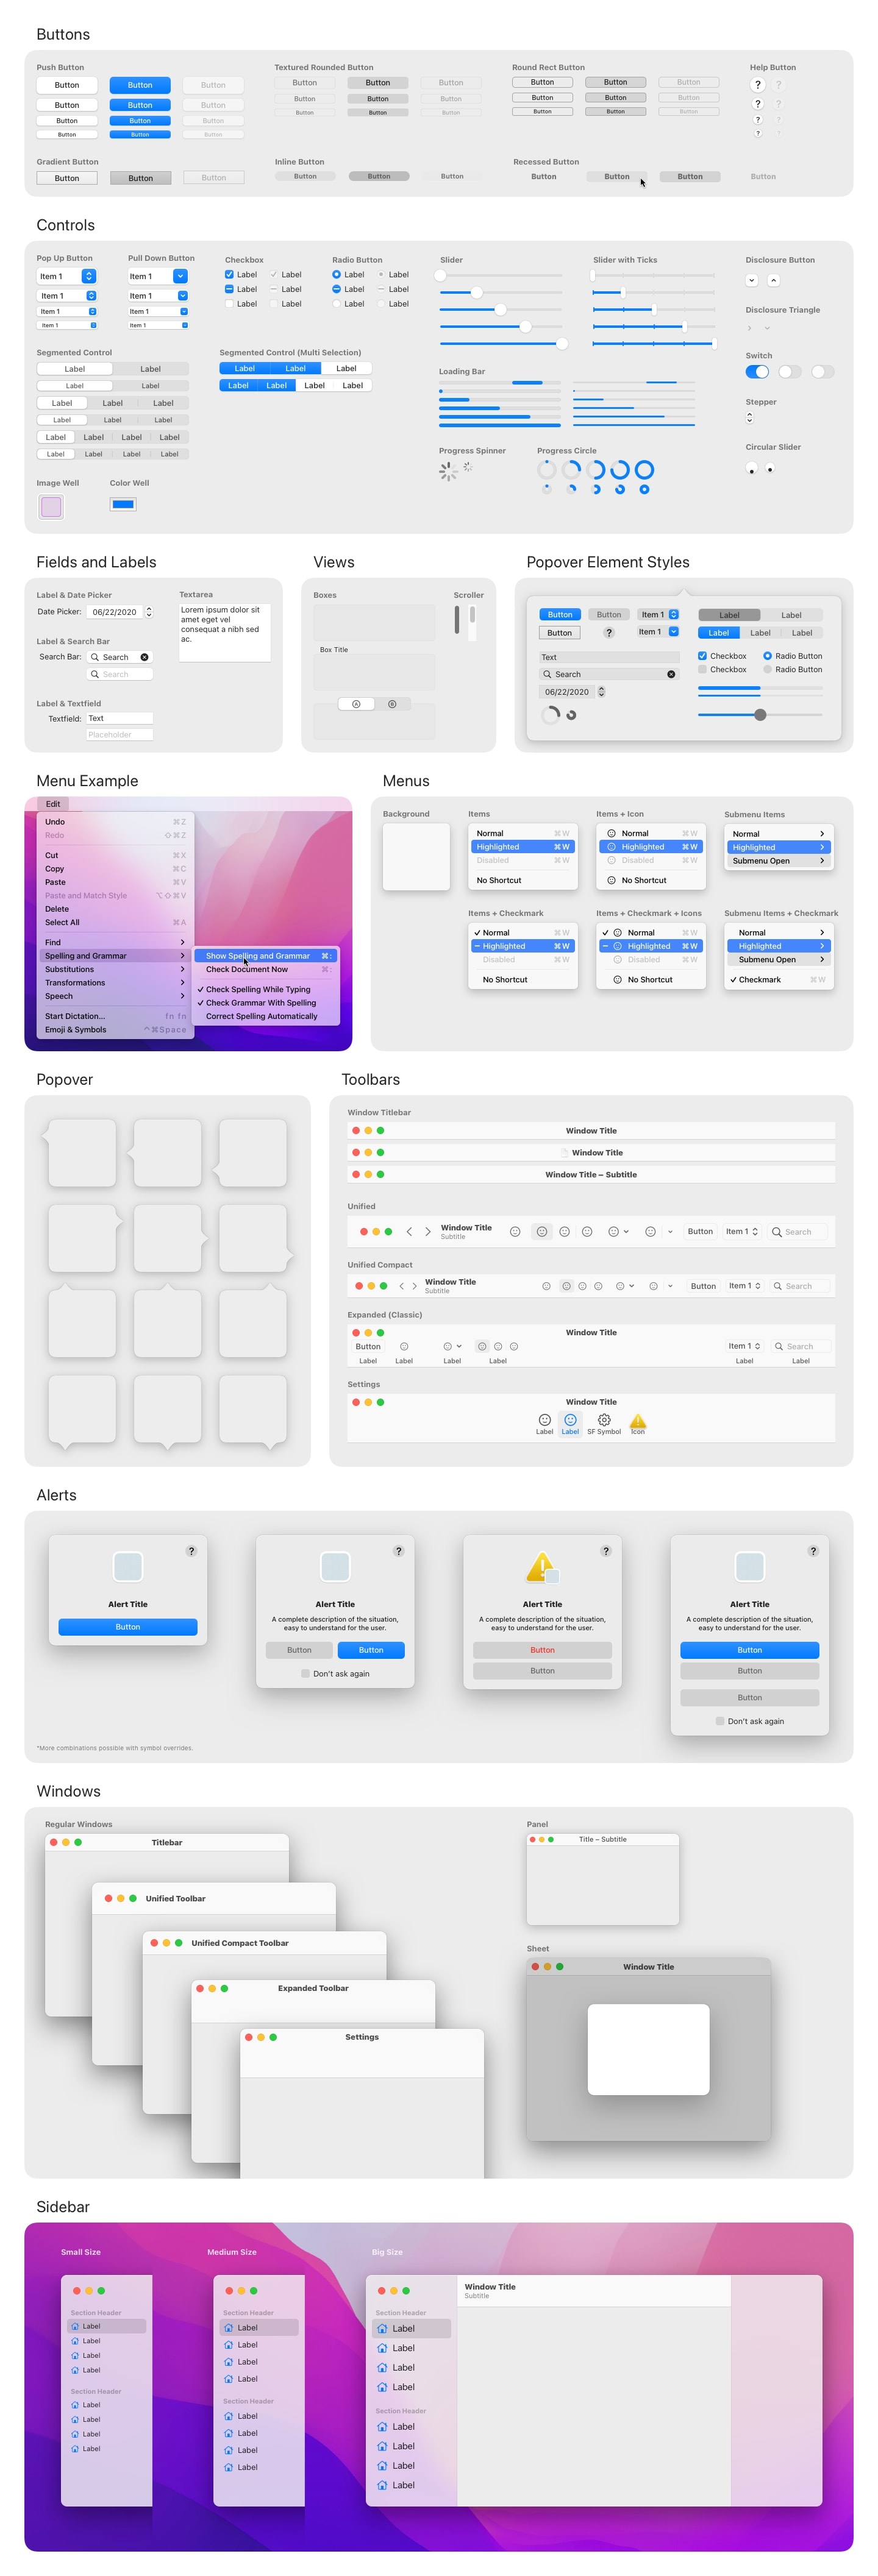 Buttons
Push Button
Textured Rounded Button
Round Rect Button
Help Button
Button Button Button Button Button Button Button Button Button ? ?
Button Button Button Button Button Button Button Button Button ? ?
Button Button Button Button Button Button Button Button Button ? ?
Button Button Button ? ?
Gradient Button
Inline Button
Recessed Button
Button Button Button Button Button Button Button Button Button Button
Controls
Pop Up Button
Pull Down Button
Checkbox
Radio Button
Slider
Slider with Ticks
Disclosure Button
Item 1 Item 1
Item 1 Item 1
Item 1 Item 1
Item 1 Item 1
Label Label Label Label
Label Label Label Label
Label Label Label Label
Disclosure Triangle
Segmented Control
Segmented Control (Multi Selection)
Switch
Label Label
Label Label
Label Label Label
Label Label Label
Label Label Label Label
Label Label Label Label
Label Label Label
Label Label Label Label
Loading Bar
Stepper
Progress Spinner
Progress Circle
Circular Slider
Image Well
Color Well
Fields and Labels
Label & Date Picker
Date Picker: 06/22/2020
Label & Search Bar
Search Bar: Search
Search
Label & Textfield
Textfield: Text
Placeholder
Textarea
Lorem ipsum dolor sit
amet eget vel
consequat a nibh sed
ac.
Views
Boxes
Scroller
Box Title
A B
Popover Element Styles
Button Button Item 1
Button ? Item 1
Text
Search
06/22/2020
Label Label
Label Label Label
Checkbox Radio Button
Checkbox Radio Button
Menu Example
Edit
Undo ⌘Z
Redo ⇧⌘Z
Cut ⌘X
Copy ⌘C
Paste ⌘V
Paste and Match Style ⌥⇧⌘V
Delete
Select All ⌘A
Find
Spelling and Grammar
Substitutions
Transformations
Speech
Start Dictation... fn fn
Emoji & Symbols ^⌘Space
Show Spelling and Grammar ⌘:
Check Document Now ⌘;
✓ Check Spelling While Typing
✓ Check Grammar With Spelling
Correct Spelling Automatically
Menus
Background
Items
Normal ⌘W
Highlighted ⌘W
Disabled ⌘W
No Shortcut
Items + Icon
Normal ⌘W
Highlighted ⌘W
Disabled ⌘W
No Shortcut
Submenu Items
Normal
Highlighted
Submenu Open
Items + Checkmark
✓ Normal ⌘W
– Highlighted ⌘W
Disabled ⌘W
No Shortcut
Items + Checkmark + Icons
✓ Normal ⌘W
– Highlighted ⌘W
Disabled ⌘W
No Shortcut
Submenu Items + Checkmark
Normal
Highlighted
Submenu Open
✓ Checkmark ⌘W
Popover
Toolbars
Window Titlebar
Window Title
Window Title
Window Title – Subtitle
Unified
Window Title
Subtitle
Button Item 1 Search
Unified Compact
Window Title
Subtitle
Button Item 1 Search
Expanded (Classic)
Window Title
Button Item 1 Search
Label Label Label Label Label Label
Settings
Window Title
Label Label SF Symbol Icon
Alerts
?
Alert Title
Button
?
Alert Title
A complete description of the situation,
easy to understand for the user.
Button Button
Don't ask again
?
Alert Title
A complete description of the situation,
easy to understand for the user.
Button
Button
?
Alert Title
A complete description of the situation,
easy to understand for the user.
Button
Button
Button
Don't ask again
*More combinations possible with symbol overrides.
Windows
Regular Windows
Titlebar
Unified Toolbar
Unified Compact Toolbar
Expanded Toolbar
Settings
Panel
Title – Subtitle
Sheet
Window Title
Sidebar
Small Size
Section Header
Label
Label
Label
Label
Section Header
Label
Label
Label
Label
Medium Size
Section Header
Label
Label
Label
Label
Section Header
Label
Label
Label
Label
Big Size
Section Header
Label
Label
Label
Label
Section Header
Label
Label
Label
Label
Window Title
Subtitle